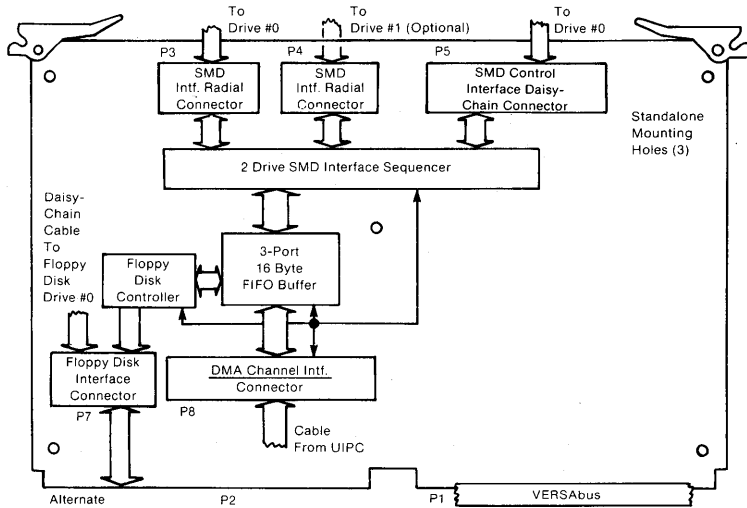 To
Drive #0
To
Drive #1 (Optional)
To
Drive #0
P3
P4
P5
SMD
Intf. Radial
Connector
SMD
Intf. Radial
Connector
SMD Control
Interface Daisy-
Chain Connector
Standalone
Mounting
Holes (3)
2 Drive SMD Interface Sequencer
Daisy-
Chain
Cable
To
Floppy
Disk
Drive #0
3-Port
16 Byte
FIFO Buffer
Floppy
Disk
Controller
Floppy Disk
Interface
Connector
DMA Channel Intf.
Connector
P7
P8
Cable
From UIPC
Alternate
P2
P1
VERSAbus